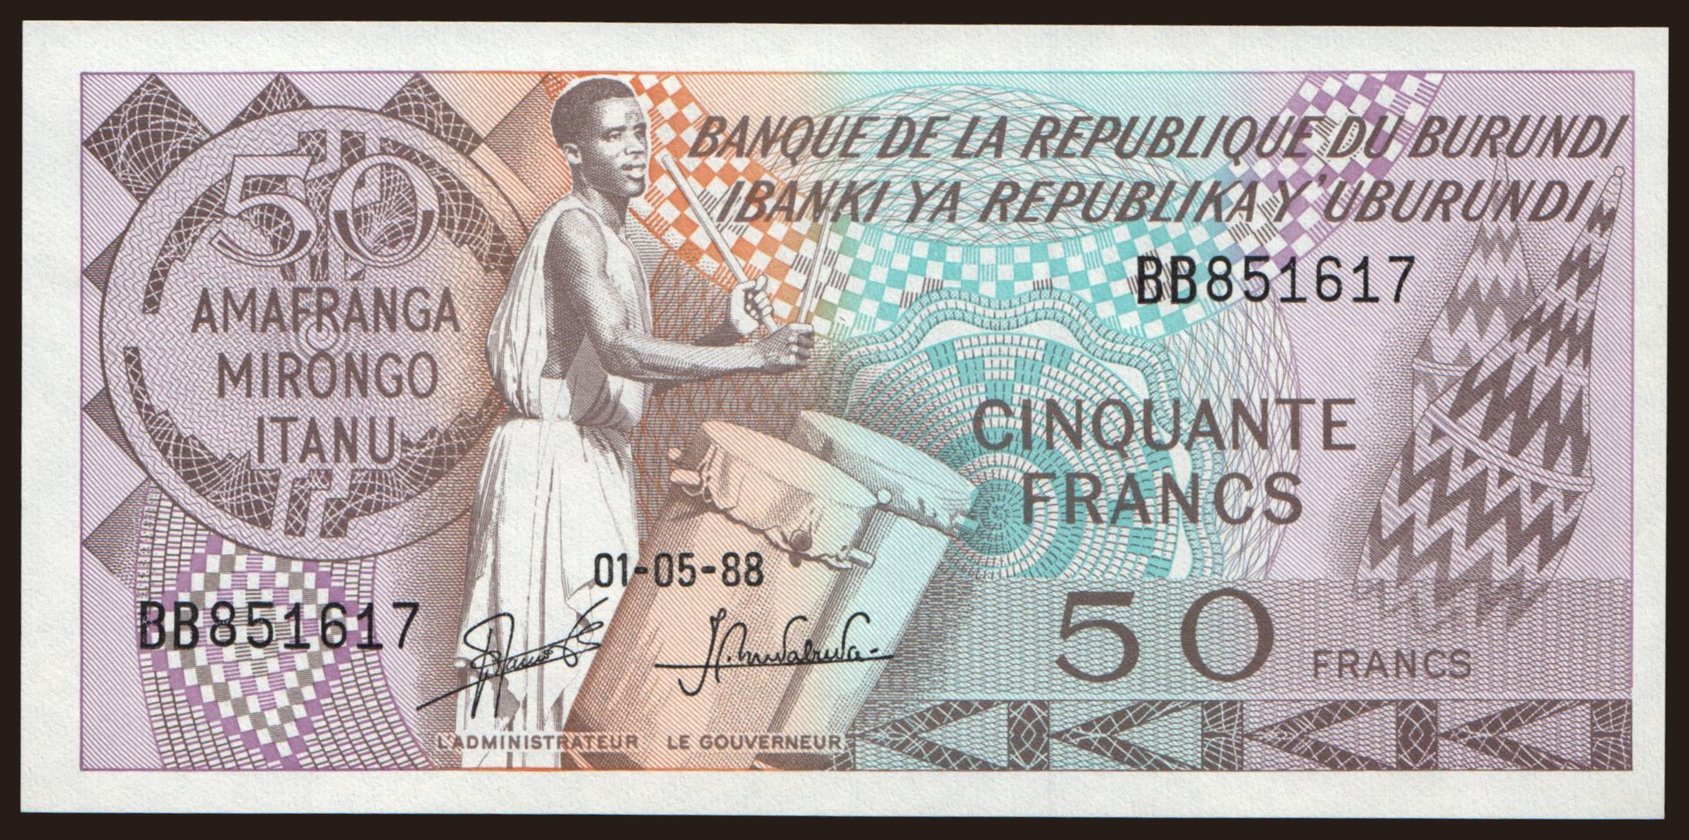 BANQUE DE LA REPUBLIQUE DU BURUNDI
IBANKI YA REPUBLIKA Y'UBURUNDI
50
AMAFRANGA
MIRONGO
ITANU
BB851617
CINQUANTE
FRANCS
01-05-88
BB851617
50 FRANCS
L'ADMINISTRATEUR LE GOUVERNEUR